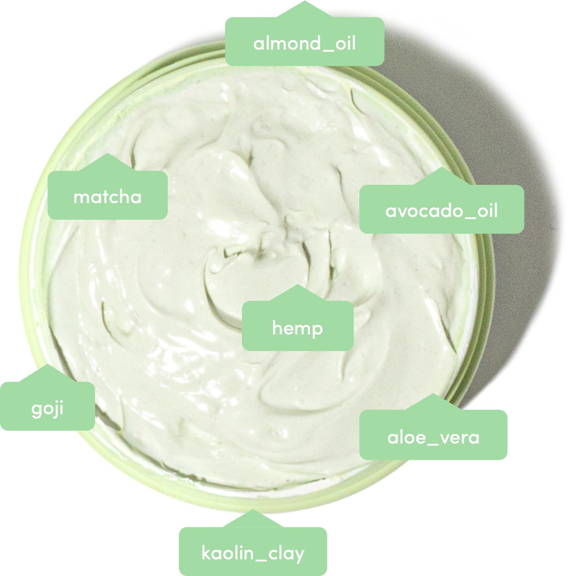 almond_oil
matcha
avocado_oil
hemp
goji
aloe_vera
kaolin_clay